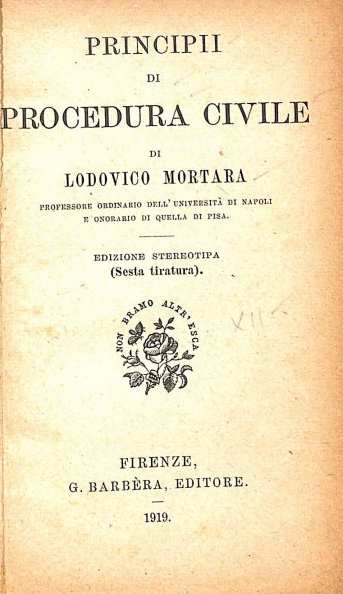 PRINCIPII
DI
PROCEDURA CIVILE
DI
LODOVICO MORTARA
PROFESSORE ORDINARIO DELL'UNIVERSITÀ DI NAPOLI
E ONORARIO DI QUELLA DI PISA.
EDIZIONE STEREOTIPA
(Sesta tiratura).
NON BRAMO ALTR'ESCA
FIRENZE,
G. BARBÈRA, EDITORE.
1919.